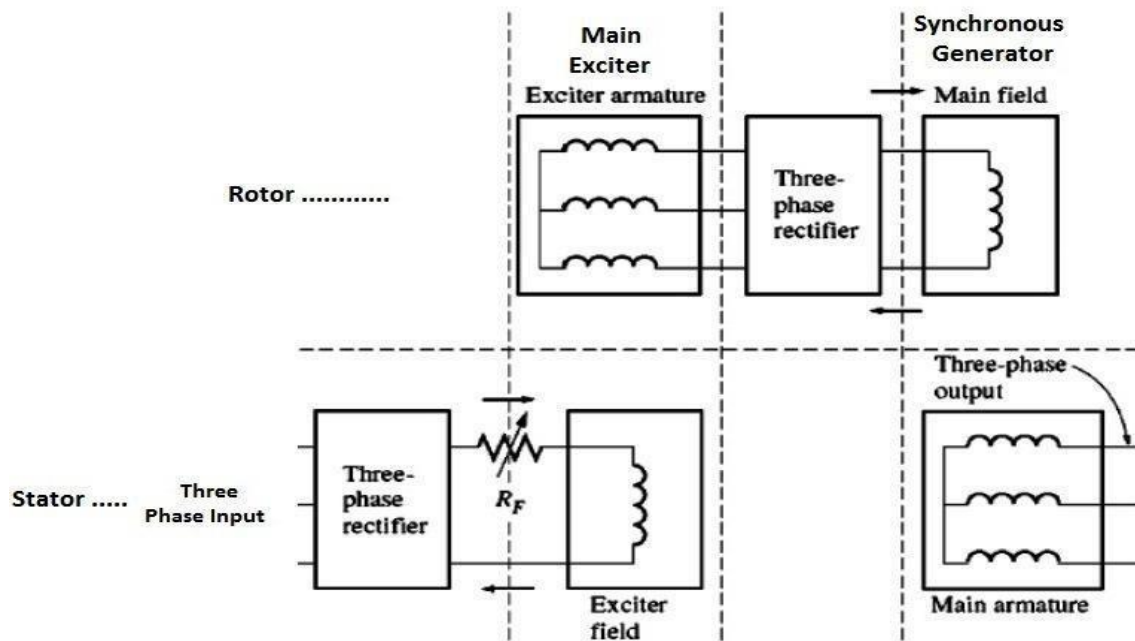 Main
Exciter
Exciter armature
Synchronous
Generator
Main field
Rotor ............
Three-
phase
rectifier
Three-phase
output
Stator .....
Three
Phase Input
Three-
phase
rectifier
R_F
Exciter
field
Main armature